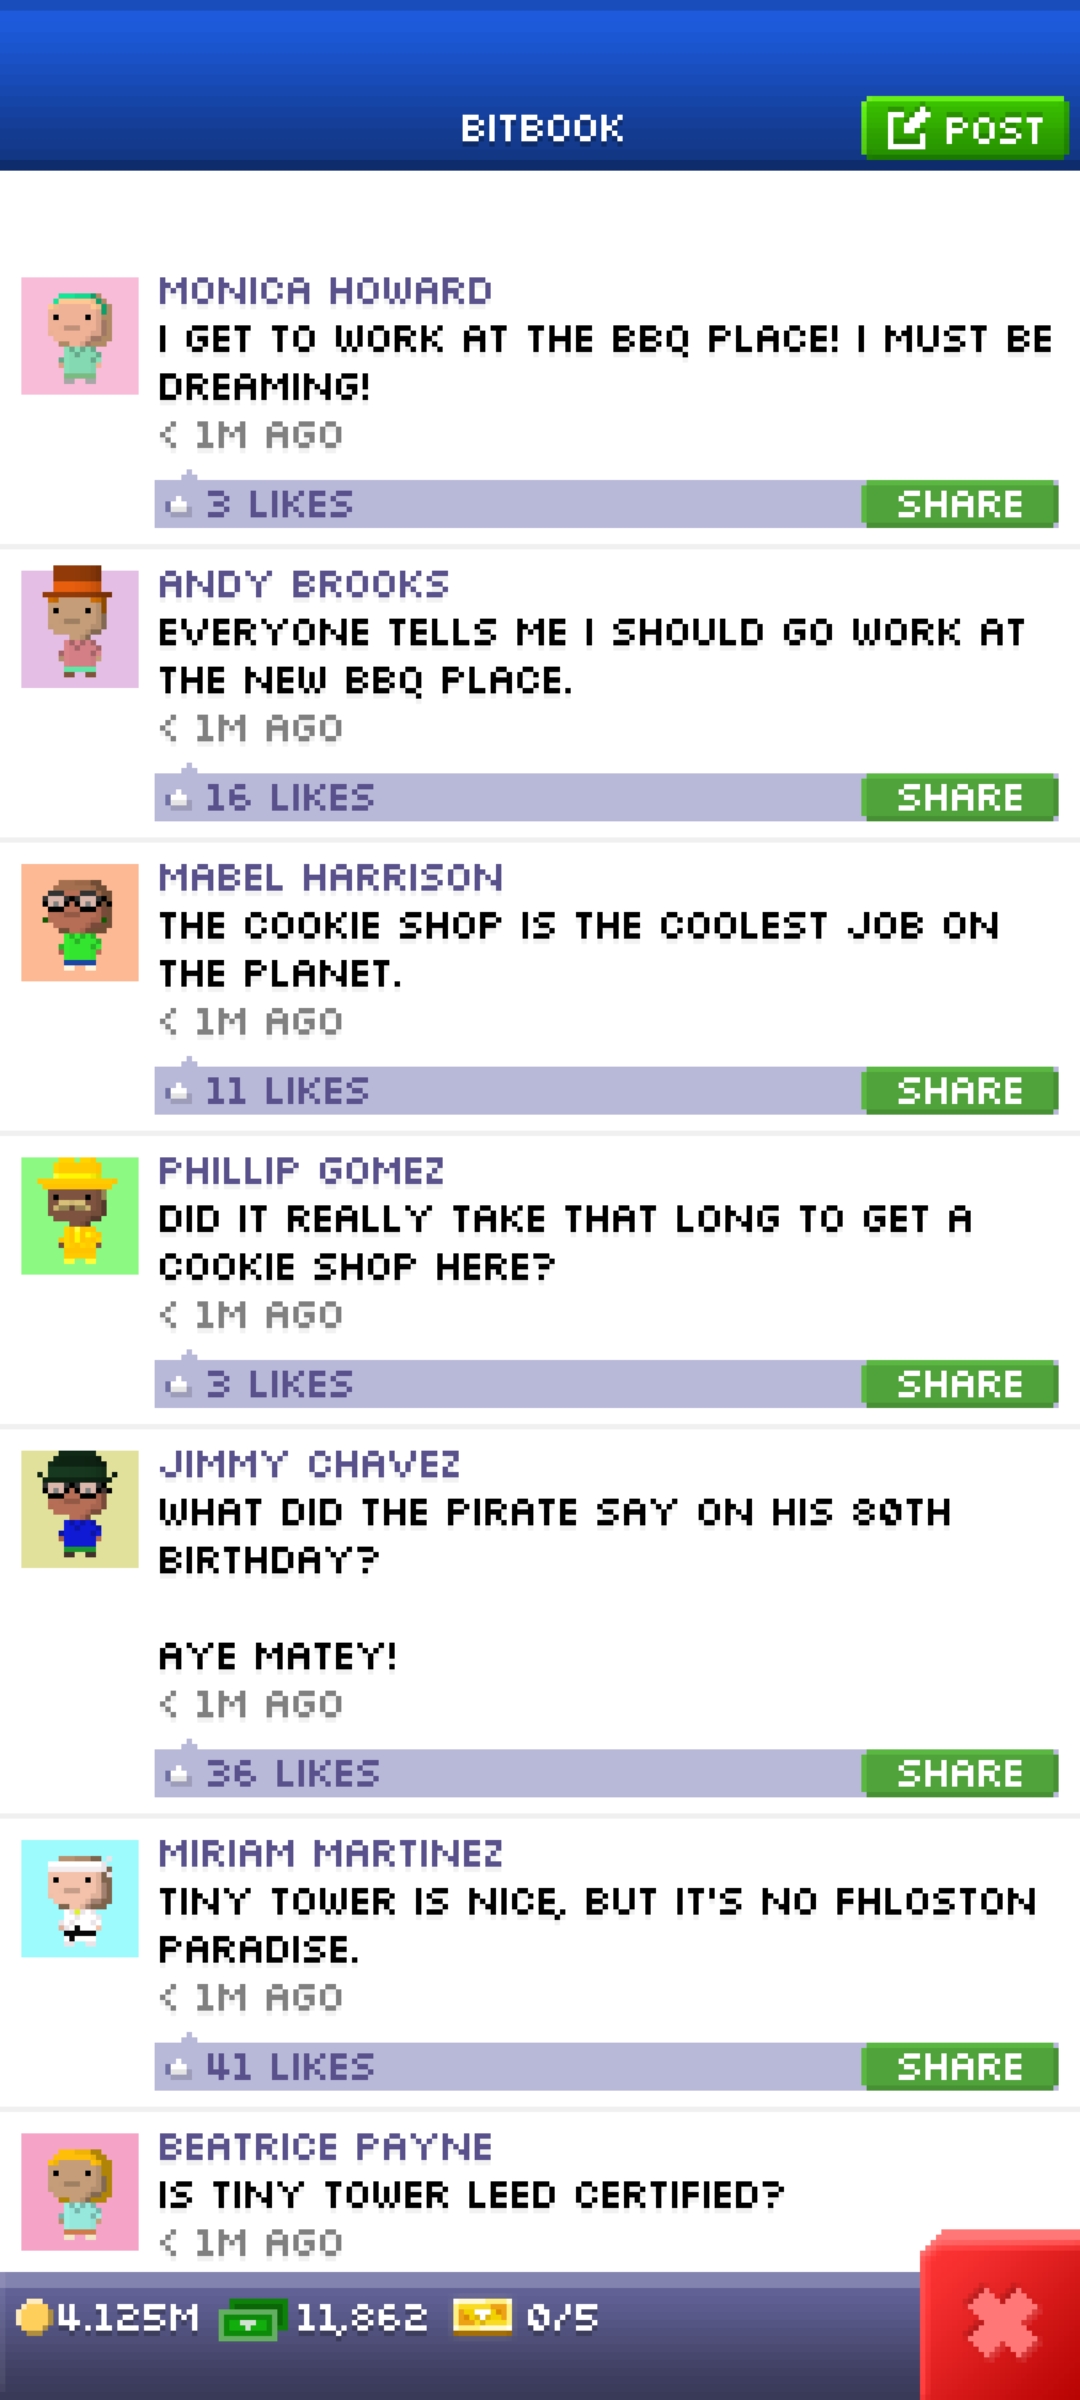 BITBOOK
POST
MONICA HOWARD
I GET TO WORK AT THE BBQ PLACE! I MUST BE
DREAMING!
< 1M AGO
3 LIKES
SHARE
ANDY BROOKS
EVERYONE TELLS ME I SHOULD GO WORK AT
THE NEW BBQ PLACE.
< 1M AGO
16 LIKES
SHARE
MABEL HARRISON
THE COOKIE SHOP IS THE COOLEST JOB ON
THE PLANET.
< 1M AGO
11 LIKES
SHARE
PHILLIP GOMEZ
DID IT REALLY TAKE THAT LONG TO GET A
COOKIE SHOP HERE?
< 1M AGO
3 LIKES
SHARE
JIMMY CHAVEZ
WHAT DID THE PIRATE SAY ON HIS 80TH
BIRTHDAY?
AYE MATEY!
< 1M AGO
36 LIKES
SHARE
MIRIAM MARTINEZ
TINY TOWER IS NICE, BUT IT'S NO FHLOSTON
PARADISE.
< 1M AGO
41 LIKES
SHARE
BEATRICE PAYNE
IS TINY TOWER LEED CERTIFIED?
< 1M AGO
4.125M 11,862 0/5